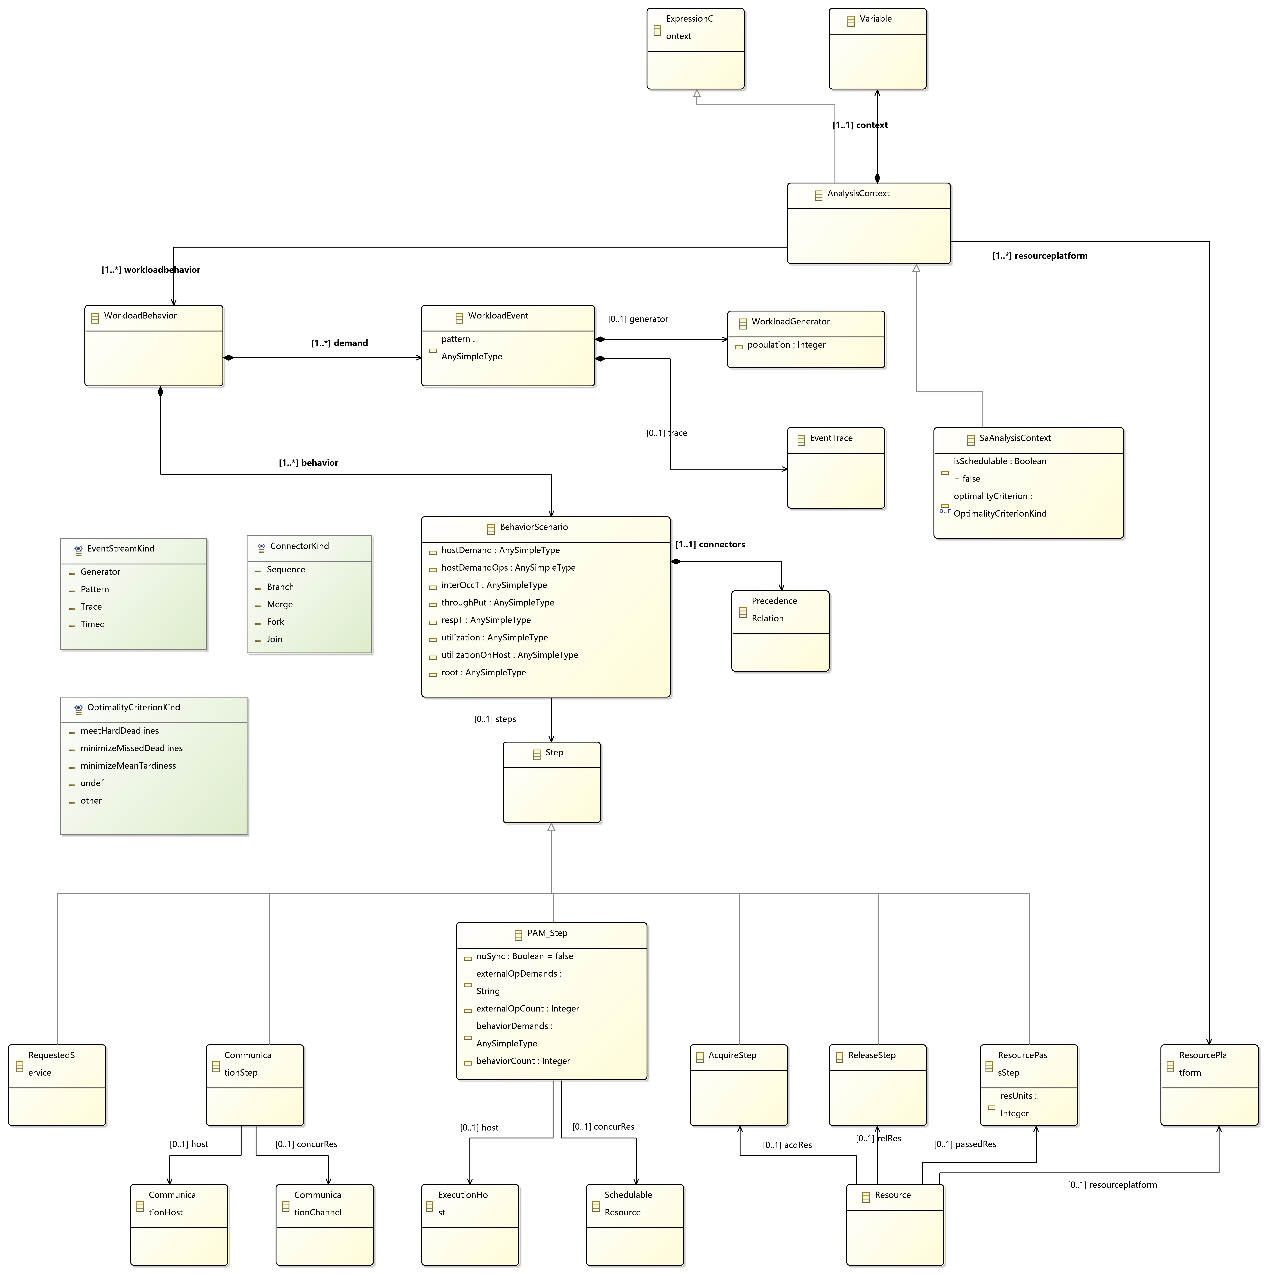 ExpressionC
ontext
Variable
[1..1] context
AnalysisContext
[1..*] workloadbehavior
[1..*] resourceplatform
WorkloadBehavior
[1..*] demand
WorkloadEvent
pattern :
AnySimpleType
[0..1] generator
WorkloadGenerator
population : Integer
[0..1] trace
EventTrace
SaAnalysisContext
isSchedulable : Boolean
= false
optimalityCriterion :
OptimalityCriterionKind
[1..*] behavior
BehaviorScenario
hostDemand : AnySimpleType
hostDemandOps : AnySimpleType
interOccT : AnySimpleType
throughPut : AnySimpleType
respT : AnySimpleType
utilization : AnySimpleType
utilizationOnHost : AnySimpleType
root : AnySimpleType
[1..1] connectors
Precedence
Relation
EventStreamKind
Generator
Pattern
Trace
Timed
ConnectorKind
Sequence
Branch
Merge
Fork
Join
OptimalityCriterionKind
meetHardDeadlines
minimizeMissedDeadlines
minimizeMeanTardiness
undef
other
[0..1] steps
Step
PAM_Step
noSync : Boolean = false
externalOpDemands :
String
externalOpCount : Integer
behaviorDemands :
AnySimpleType
behaviorCount : Integer
RequestedS
ervice
Communica
tionStep
AcquireStep
ReleaseStep
ResourcePas
sStep
resUnits :
Integer
ResourcePla
tform
[0..1] host
[0..1] concurRes
[0..1] host
[0..1] concurRes
[0..1] acqRes
[0..1] relRes
[0..1] passedRes
[0..1] resourceplatform
Communica
tionHost
Communica
tionChannel
ExecutionHo
st
Schedulable
Resource
Resource